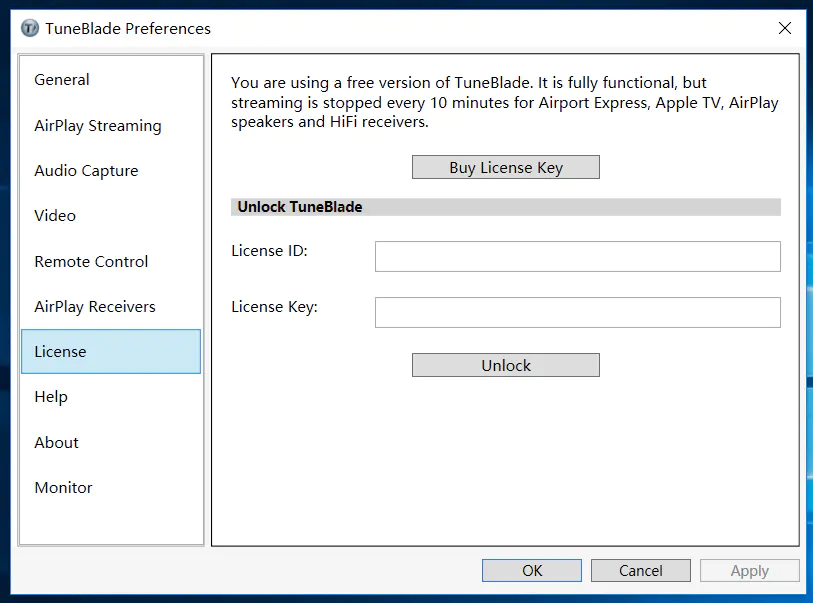 TuneBlade Preferences
General
AirPlay Streaming
Audio Capture
Video
Remote Control
AirPlay Receivers
License
Help
About
Monitor
You are using a free version of TuneBlade. It is fully functional, but
streaming is stopped every 10 minutes for Airport Express, Apple TV, AirPlay
speakers and HiFi receivers.
Buy License Key
Unlock TuneBlade
License ID:
License Key:
Unlock
OK
Cancel
Apply